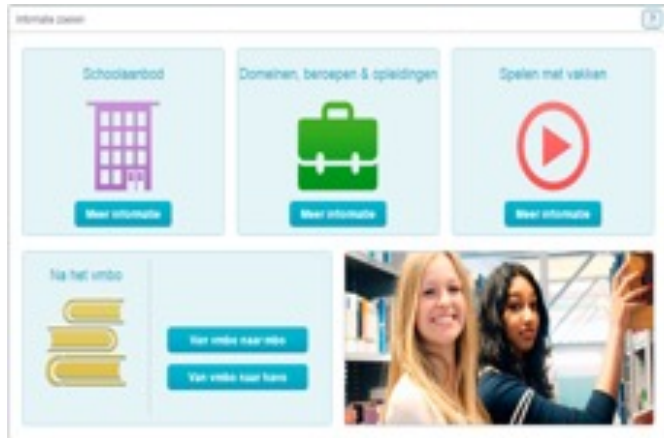 Informatie zoeken
?
Schoolaanbod
Domeinen, beroepen & opleidingen
Spelen met vakken
Meer informatie
Meer informatie
Meer informatie
Na het vmbo
Van vmbo naar mbo
Van vmbo naar havo